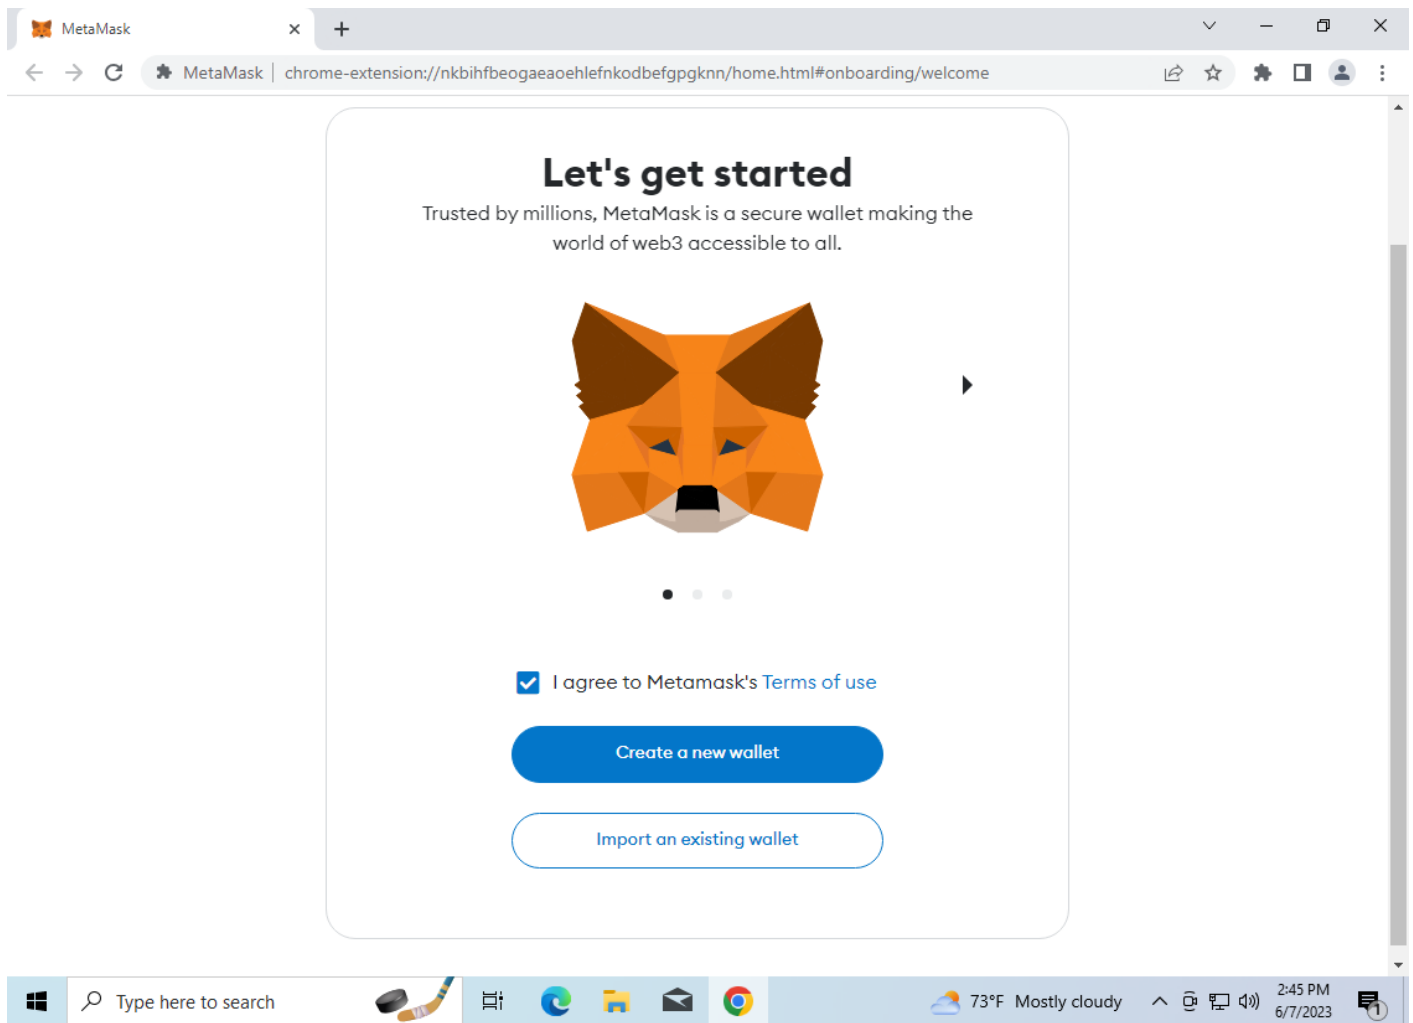 MetaMask
MetaMask | chrome-extension://nkbihfbeogaeaoehlefnkodbefgpgknn/home.html#onboarding/welcome
Let's get started
Trusted by millions, MetaMask is a secure wallet making the
world of web3 accessible to all.
I agree to Metamask's Terms of use
Create a new wallet
Import an existing wallet
Type here to search
73°F Mostly cloudy
2:45 PM
6/7/2023
1